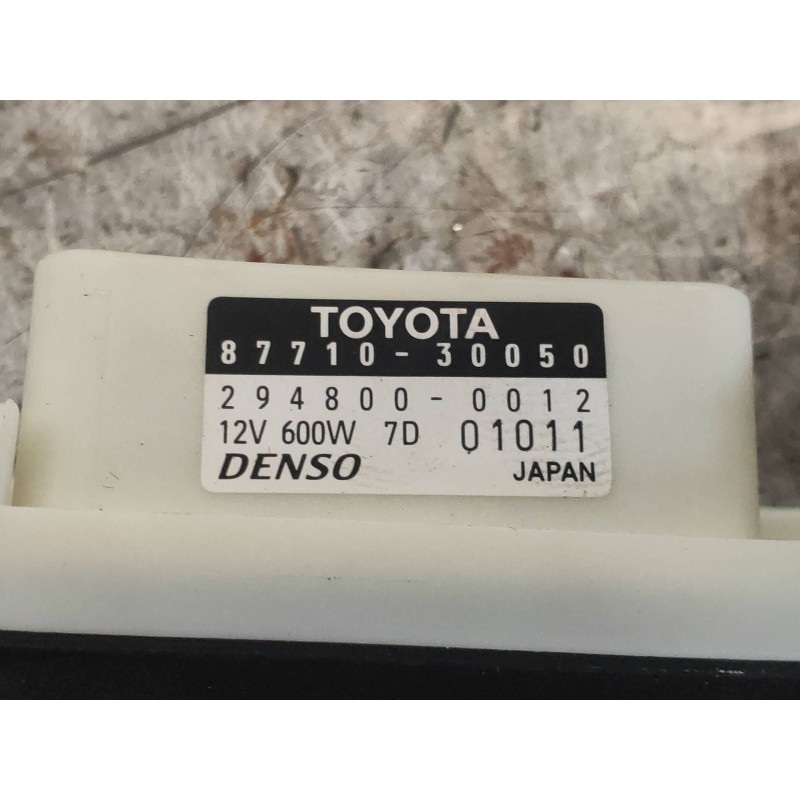 TOYOTA
87710-30050
294800-0012
12V 600W 7D 01011
DENSO JAPAN